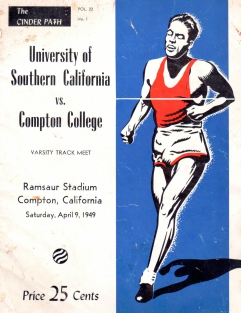 The
CINDER PATH
VOL. 22
No. 1
University of
Southern California
vs.
Compton College
VARSITY TRACK MEET
Ramsaur Stadium
Compton, California
Saturday, April 9, 1949
Price 25 Cents